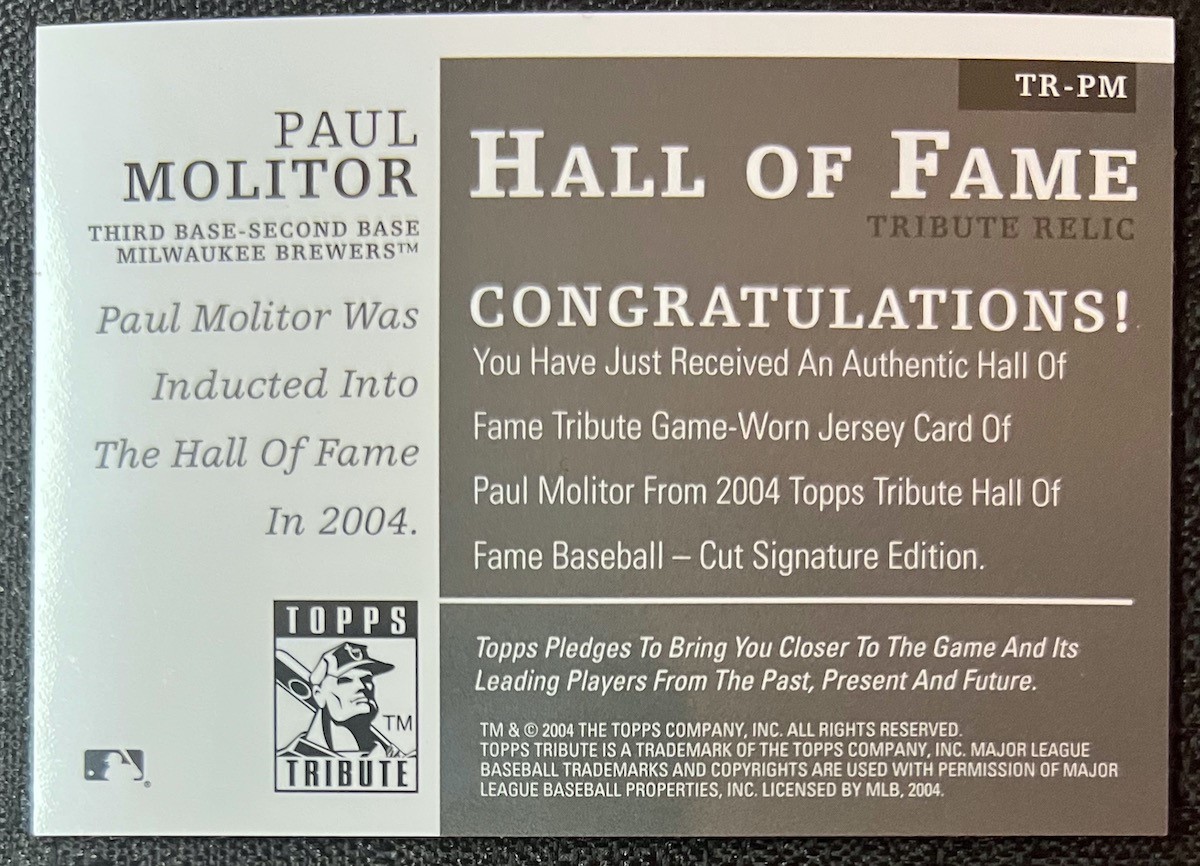 PAUL
MOLITOR
THIRD BASE-SECOND BASE
MILWAUKEE BREWERS™
Paul Molitor Was
Inducted Into
The Hall Of Fame
In 2004.
TOPPS
TM
TRIBUTE
®
TR-PM
HALL OF FAME
TRIBUTE RELIC
CONGRATULATIONS!
You Have Just Received An Authentic Hall Of
Fame Tribute Game-Worn Jersey Card Of
Paul Molitor From 2004 Topps Tribute Hall Of
Fame Baseball – Cut Signature Edition.
Topps Pledges To Bring You Closer To The Game And Its
Leading Players From The Past, Present And Future.
TM & © 2004 THE TOPPS COMPANY, INC. ALL RIGHTS RESERVED.
TOPPS TRIBUTE IS A TRADEMARK OF THE TOPPS COMPANY, INC. MAJOR LEAGUE
BASEBALL TRADEMARKS AND COPYRIGHTS ARE USED WITH PERMISSION OF MAJOR
LEAGUE BASEBALL PROPERTIES, INC. LICENSED BY MLB, 2004.